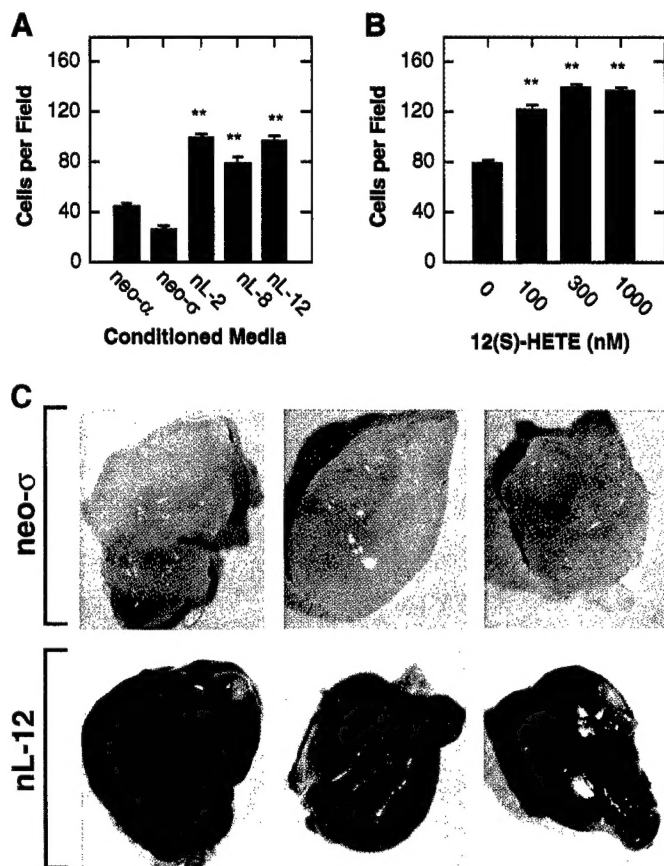 A
Cells per Field
160
120
80
40
0
**
**
**
neo-α
neo-σ
nL-2
nL-8
nL-12
Conditioned Media
B
Cells per Field
160
120
80
40
0
**
**
**
0
100
300
1000
12(S)-HETE (nM)
C
neo-σ
nL-12